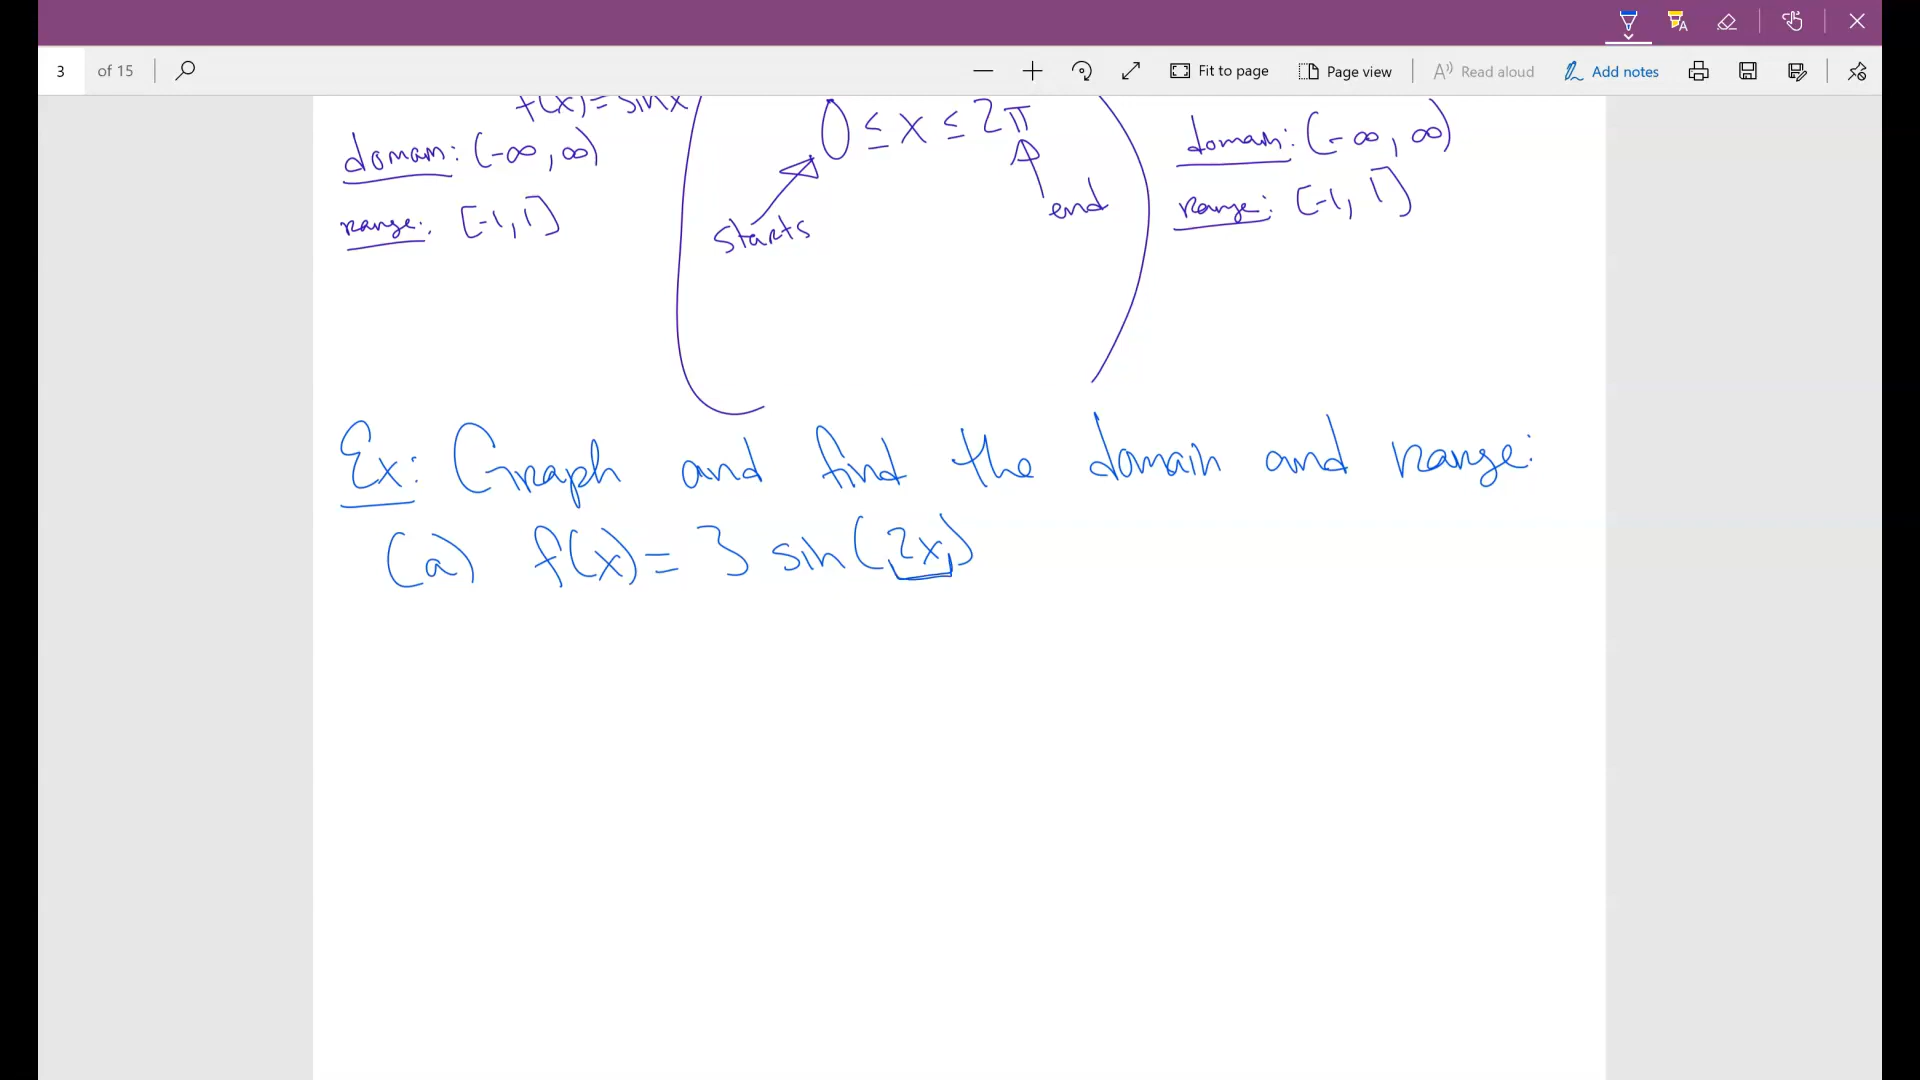 3 of 15 Fit to page Page view Read aloud Add notes
f(x) = sinx
domain: (-∞, ∞)
range: [-1, 1]
0 ≤ x ≤ 2π
starts
end
domain: (-∞, ∞)
range: [-1, 1]
Ex: Graph and find the domain and range:
(a) f(x) = 3 sin(2x)